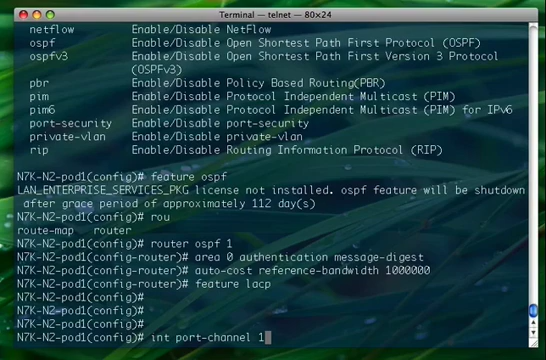 Terminal — telnet — 80×24
netflow Enable/Disable NetFlow
ospf Enable/Disable Open Shortest Path First Protocol (OSPF)
ospfv3 Enable/Disable Open Shortest Path First Version 3 Protocol
(OSPFv3)
pbr Enable/Disable Policy Based Routing(PBR)
pim Enable/Disable Protocol Independent Multicast (PIM)
pim6 Enable/Disable Protocol Independent Multicast (PIM) for IPv6
port-security Enable/Disable port-security
private-vlan Enable/Disable private-vlan
rip Enable/Disable Routing Information Protocol (RIP)
N7K-N2-pod1(config)# feature ospf
LAN_ENTERPRISE_SERVICES_PKG license not installed. ospf feature will be shutdown
after grace period of approximately 112 day(s)
N7K-N2-pod1(config)# rou
route-map router
N7K-N2-pod1(config)# router ospf 1
N7K-N2-pod1(config-router)# area 0 authentication message-digest
N7K-N2-pod1(config-router)# auto-cost reference-bandwidth 1000000
N7K-N2-pod1(config-router)# feature lacp
N7K-N2-pod1(config)#
N7K-N2-pod1(config)#
N7K-N2-pod1(config)#
N7K-N2-pod1(config)# int port-channel 1